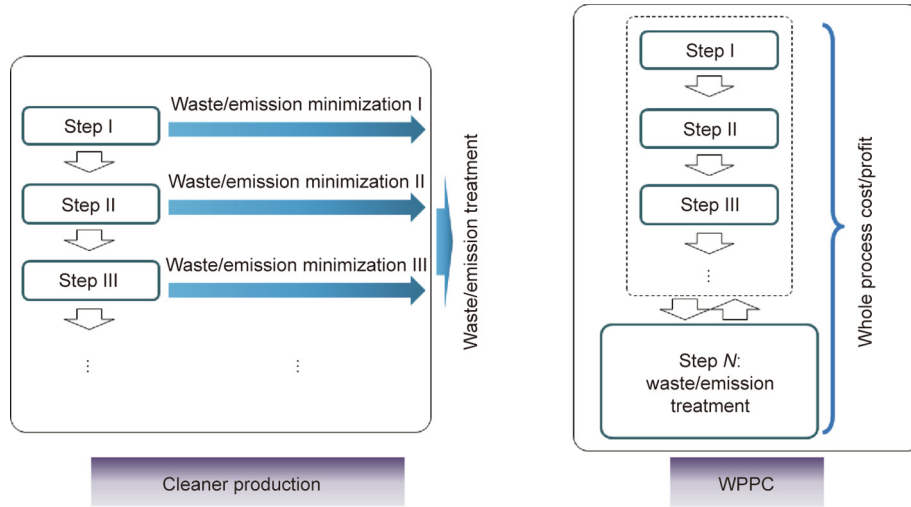 Step I
Waste/emission minimization I
Step II
Waste/emission minimization II
Step III
Waste/emission minimization III
⋮
⋮
Waste/emission treatment
Cleaner production
Step I
Step II
Step III
⋮
Step N:
waste/emission
treatment
Whole process cost/profit
WPPC